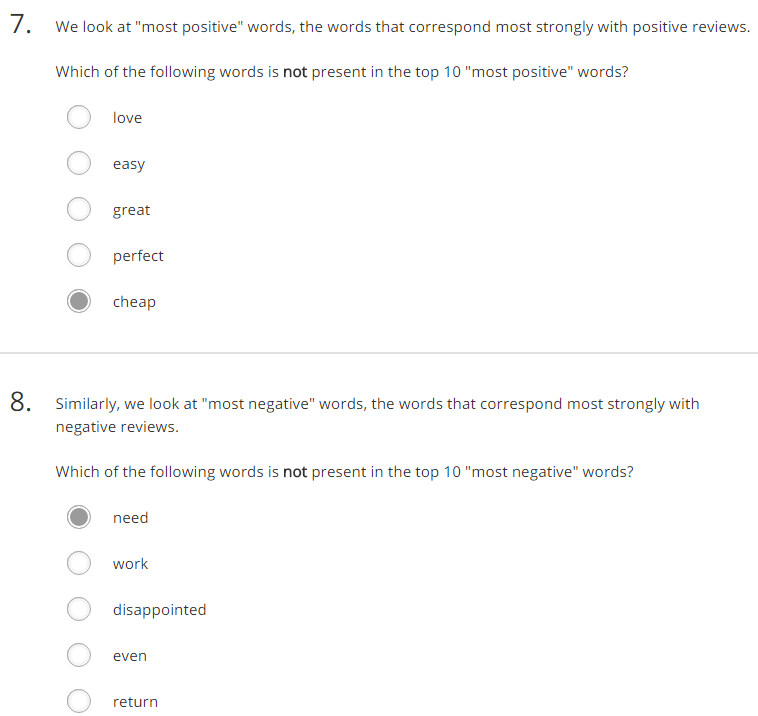 7. We look at "most positive" words, the words that correspond most strongly with positive reviews.
Which of the following words is not present in the top 10 "most positive" words?
love
easy
great
perfect
cheap
8. Similarly, we look at "most negative" words, the words that correspond most strongly with
negative reviews.
Which of the following words is not present in the top 10 "most negative" words?
need
work
disappointed
even
return